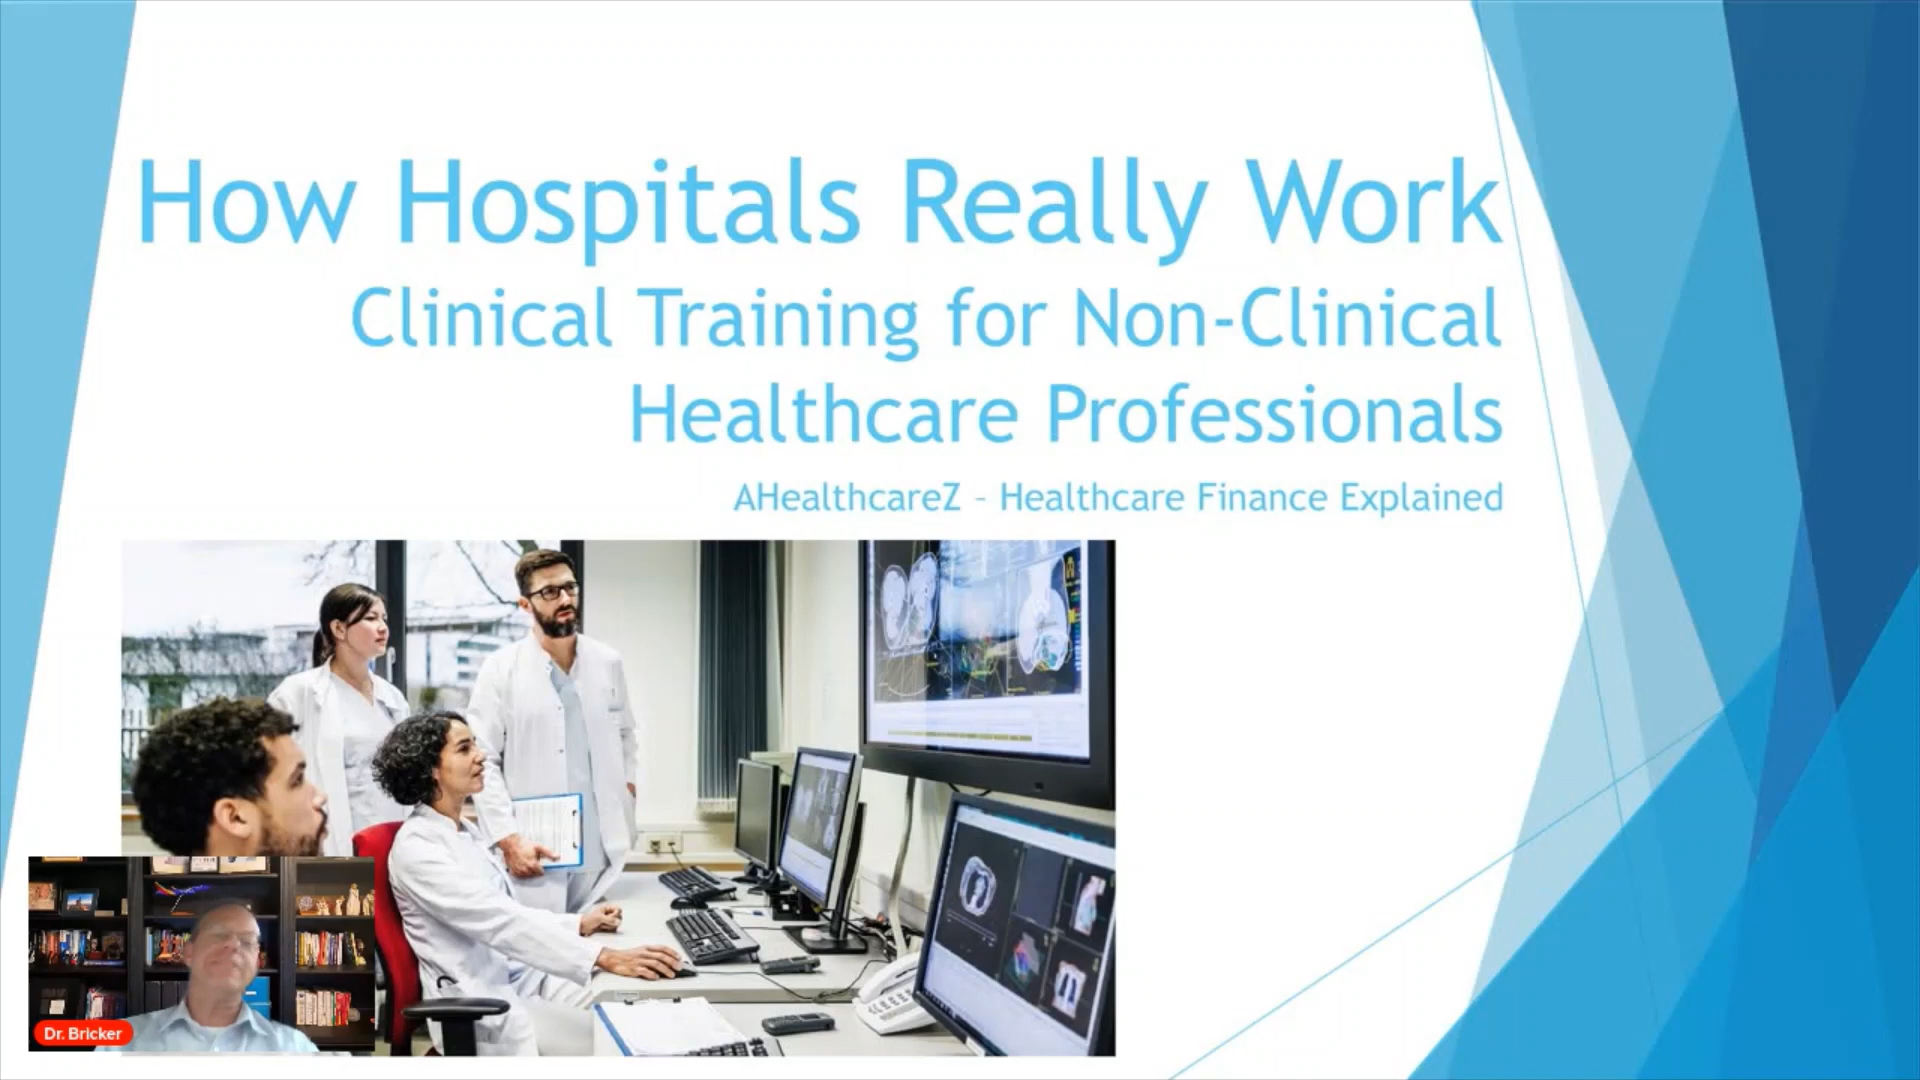 How Hospitals Really Work
Clinical Training for Non-Clinical
Healthcare Professionals
AHealthcareZ – Healthcare Finance Explained
Dr. Bricker